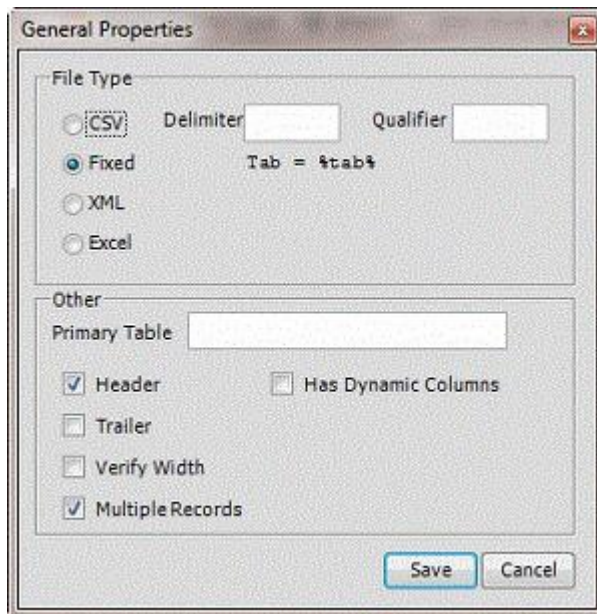 General Properties
File Type
CSV Delimiter Qualifier
Fixed Tab = %tab%
XML
Excel
Other
Primary Table
Header Has Dynamic Columns
Trailer
Verify Width
Multiple Records
Save Cancel